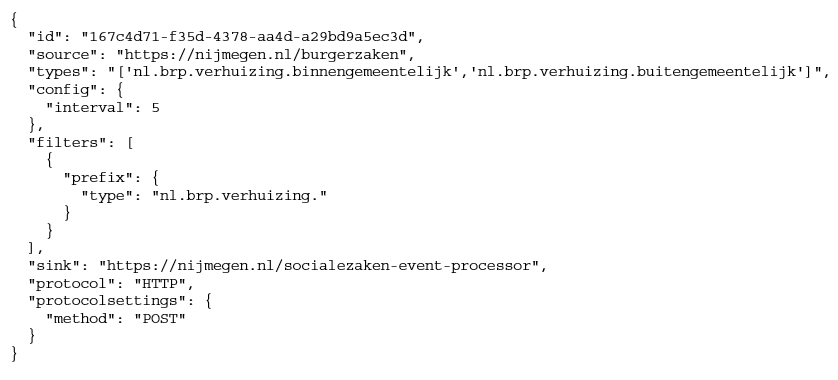 {
  "id": "167c4d71-f35d-4378-aa4d-a29bd9a5ec3d",
  "source": "https://nijmegen.nl/burgerzaken",
  "types": "['nl.brp.verhuizing.binnengemeentelijk','nl.brp.verhuizing.buitengemeentelijk']",
  "config": {
    "interval": 5
  },
  "filters": [
    {
      "prefix": {
        "type": "nl.brp.verhuizing."
      }
    }
  ],
  "sink": "https://nijmegen.nl/socialezaken-event-processor",
  "protocol": "HTTP",
  "protocolsettings": {
    "method": "POST"
  }
}